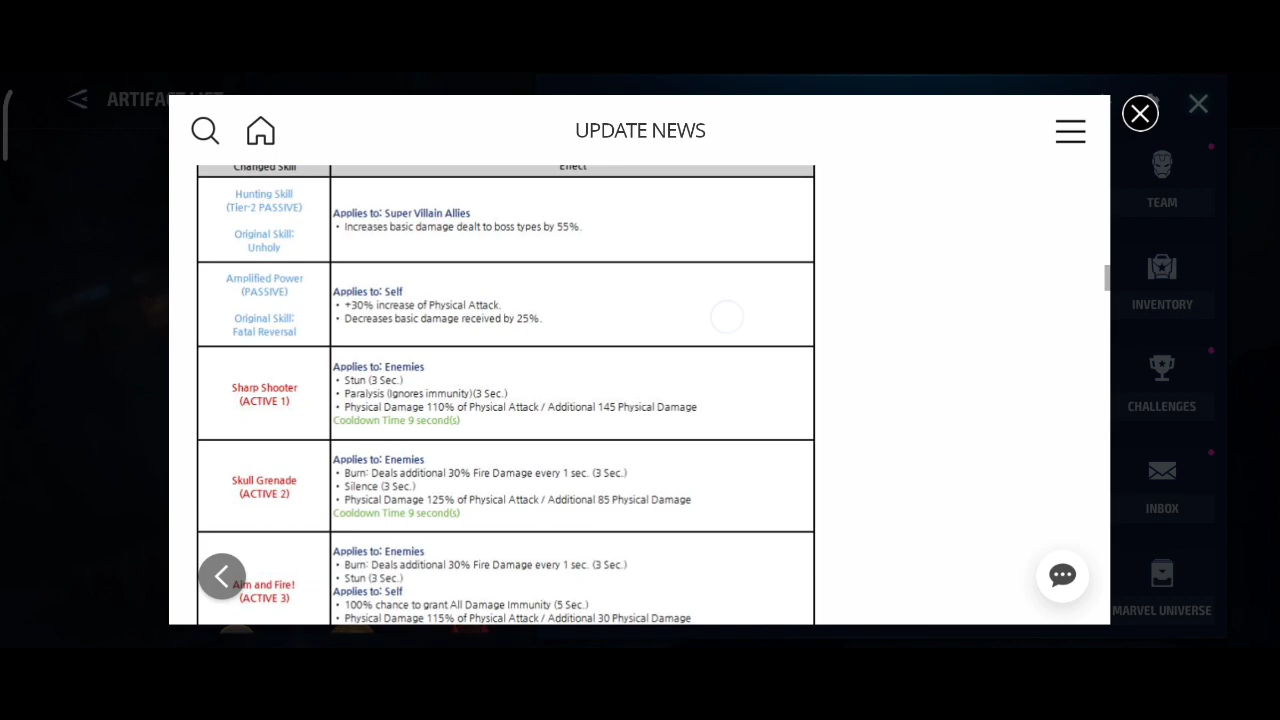 ARTIFACT LIST
UPDATE NEWS
Changed Skill
Effect
Hunting Skill
(Tier-2 PASSIVE)
Original Skill:
Unholy
Applies to: Super Villain Allies
• Increases basic damage dealt to boss types by 55%.
Amplified Power
(PASSIVE)
Original Skill:
Fatal Reversal
Applies to: Self
• +30% increase of Physical Attack.
• Decreases basic damage received by 25%.
Sharp Shooter
(ACTIVE 1)
Applies to: Enemies
• Stun (3 Sec.)
• Paralysis (Ignores immunity)(3 Sec.)
• Physical Damage 110% of Physical Attack / Additional 145 Physical Damage
Cooldown Time 9 second(s)
Skull Grenade
(ACTIVE 2)
Applies to: Enemies
• Burn: Deals additional 30% Fire Damage every 1 sec. (3 Sec.)
• Silence (3 Sec.)
• Physical Damage 125% of Physical Attack / Additional 85 Physical Damage
Cooldown Time 9 second(s)
Aim and Fire!
(ACTIVE 3)
Applies to: Enemies
• Burn: Deals additional 30% Fire Damage every 1 sec. (3 Sec.)
• Stun (3 Sec.)
Applies to: Self
• 100% chance to grant All Damage Immunity (5 Sec.)
• Physical Damage 115% of Physical Attack / Additional 30 Physical Damage
TEAM
INVENTORY
CHALLENGES
INBOX
MARVEL UNIVERSE